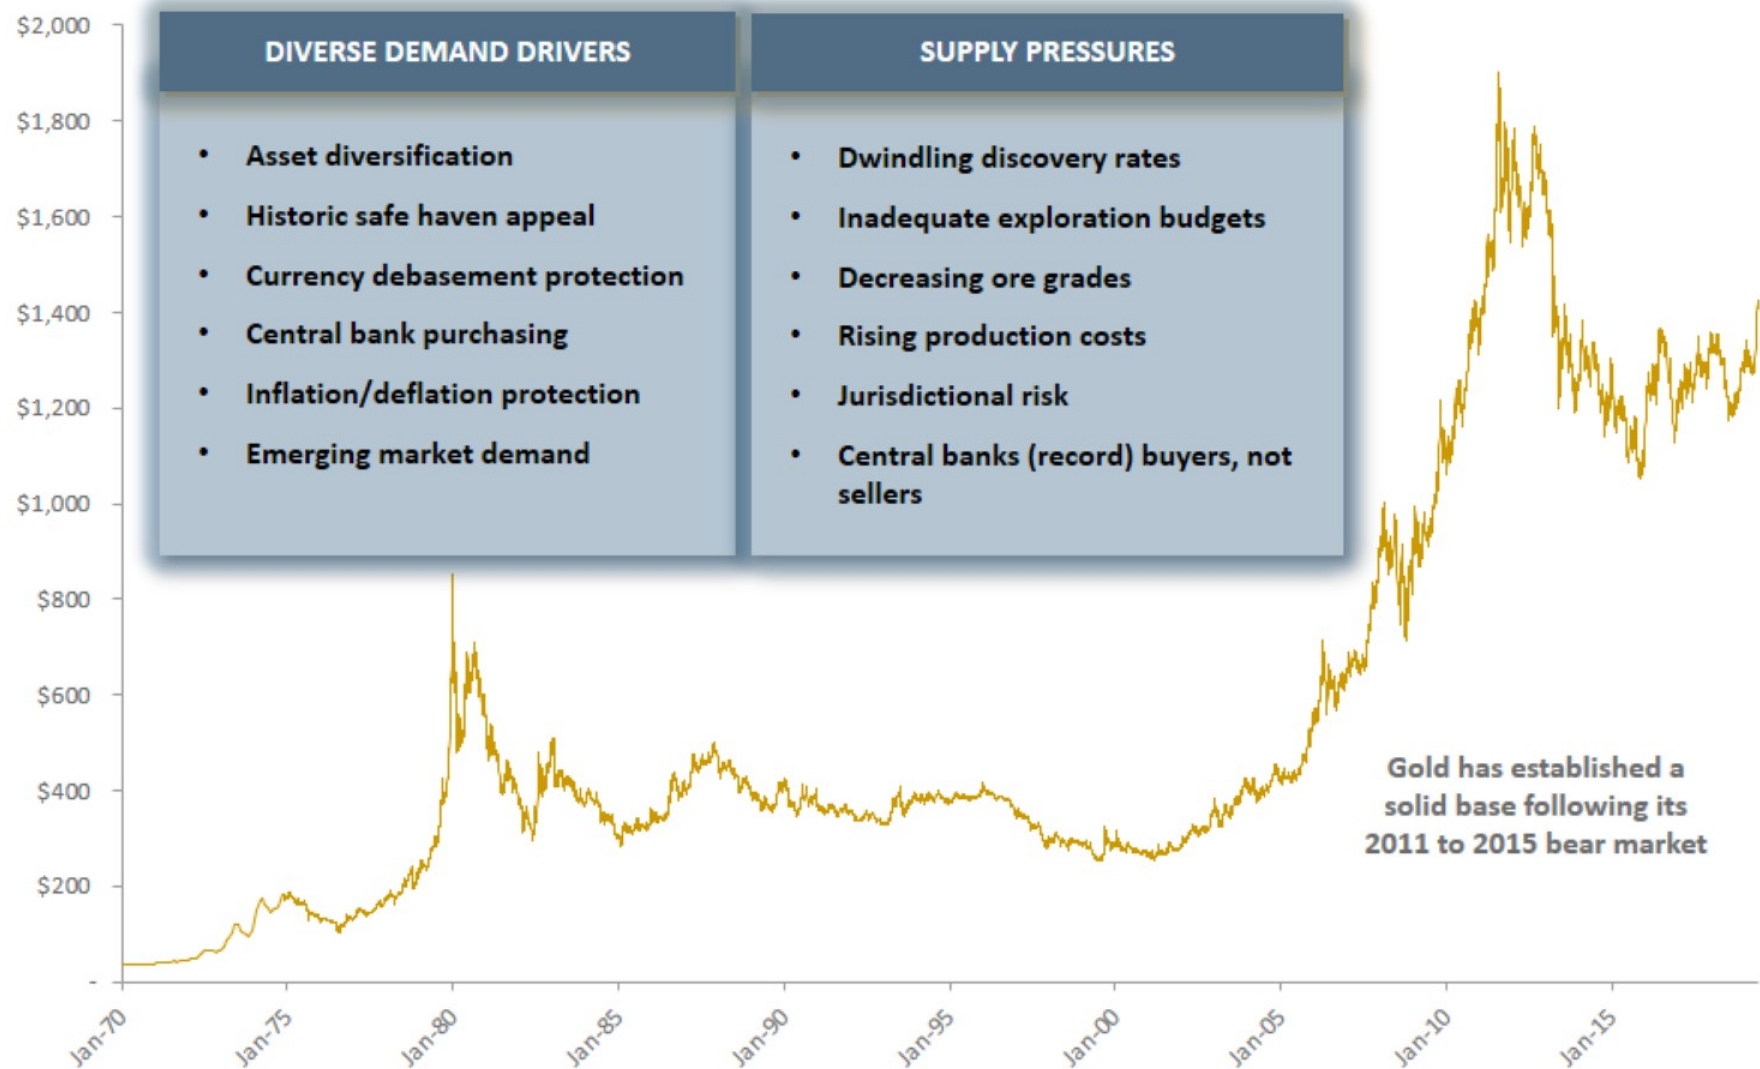 $2,000
$1,800
$1,600
$1,400
$1,200
$1,000
$800
$600
$400
$200
-
DIVERSE DEMAND DRIVERS
• Asset diversification
• Historic safe haven appeal
• Currency debasement protection
• Central bank purchasing
• Inflation/deflation protection
• Emerging market demand
SUPPLY PRESSURES
• Dwindling discovery rates
• Inadequate exploration budgets
• Decreasing ore grades
• Rising production costs
• Jurisdictional risk
• Central banks (record) buyers, not
sellers
Gold has established a
solid base following its
2011 to 2015 bear market
Jan-70
Jan-75
Jan-80
Jan-85
Jan-90
Jan-95
Jan-00
Jan-05
Jan-10
Jan-15